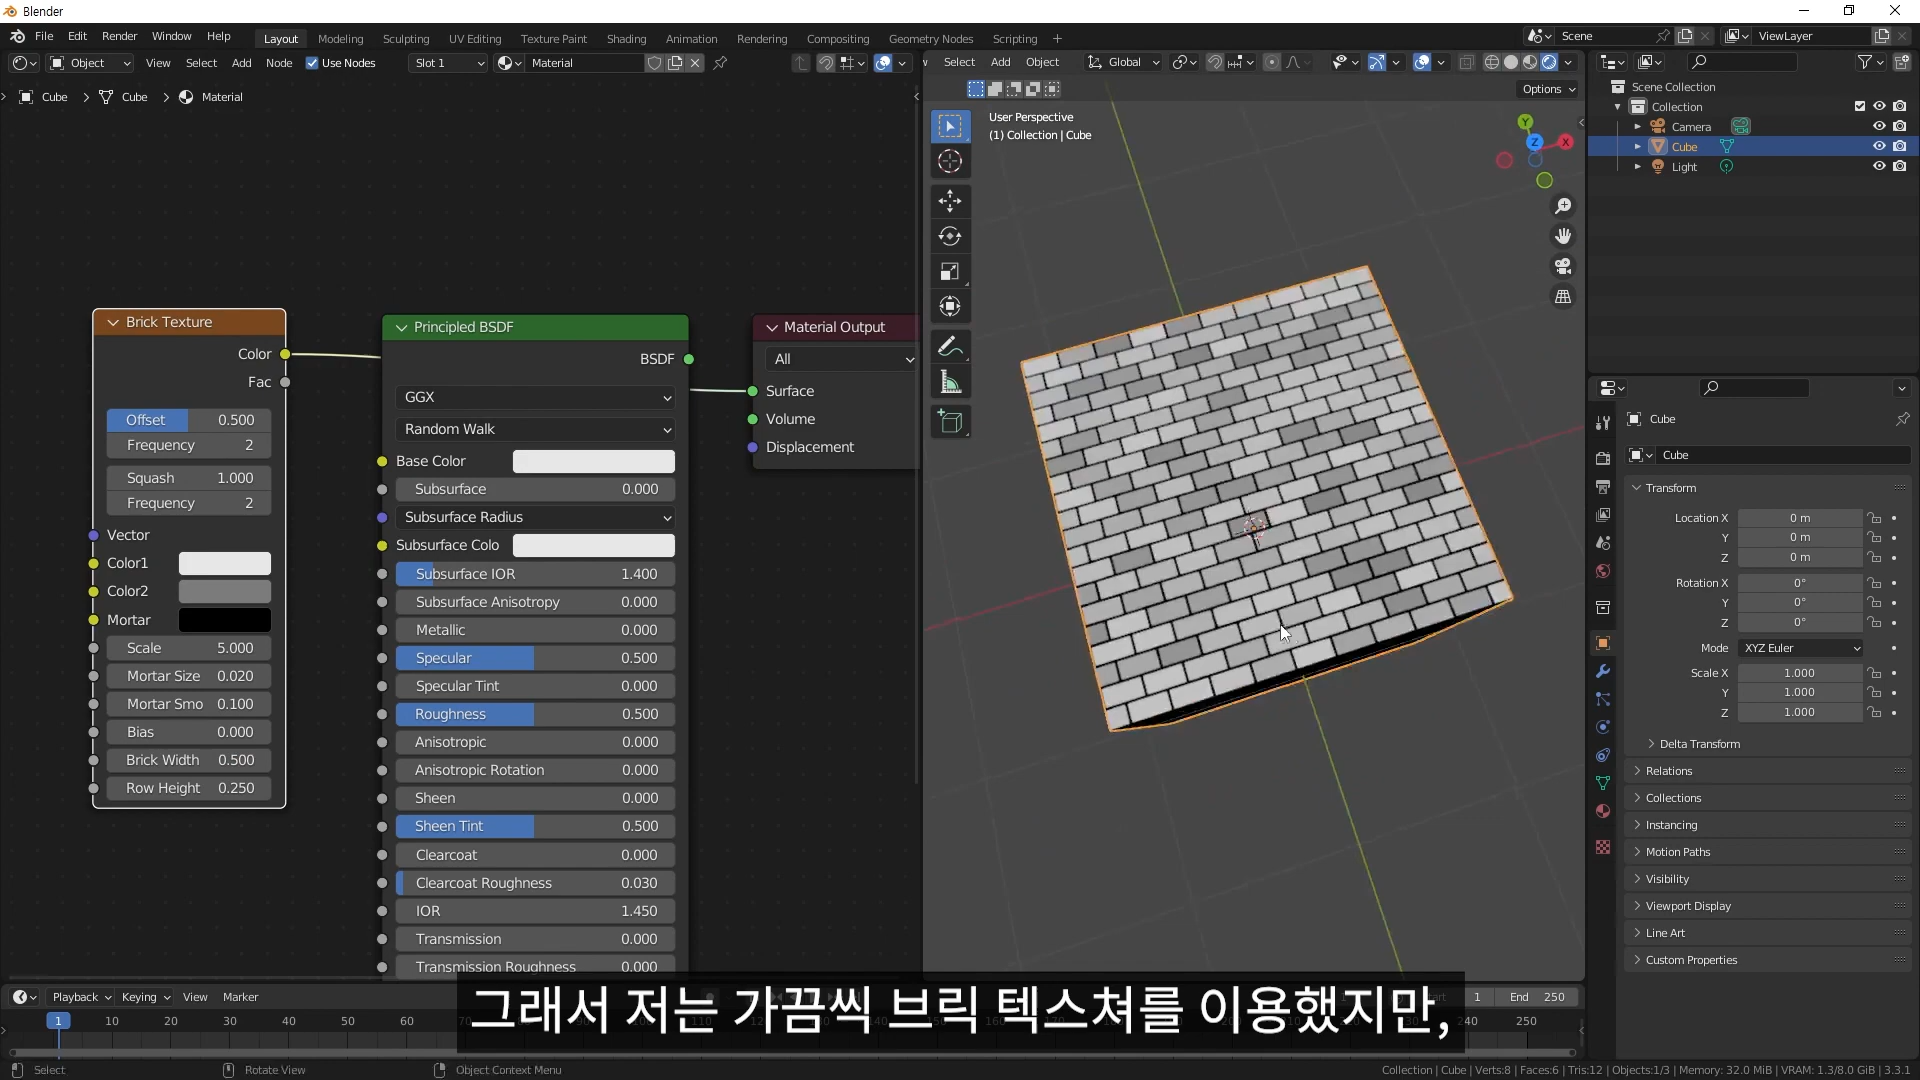 Blender
File Edit Render Window Help Layout Modeling Sculpting UV Editing Texture Paint Shading Animation Rendering Compositing Geometry Nodes Scripting + Scene ViewLayer
Object View Select Add Node Use Nodes Slot 1 Material
Select Add Object Global
Cube Cube Material
Options
User Perspective
(1) Collection | Cube
Y
Z
X
Scene Collection
Collection
Camera
Cube
Light
Brick Texture
Color
Fac
Offset 0.500
Frequency 2
Squash 1.000
Frequency 2
Vector
Color1
Color2
Mortar
Scale 5.000
Mortar Size 0.020
Mortar Smo 0.100
Bias 0.000
Brick Width 0.500
Row Height 0.250
Principled BSDF
BSDF
GGX
Random Walk
Base Color
Subsurface 0.000
Subsurface Radius
Subsurface Colo
Subsurface IOR 1.400
Subsurface Anisotropy 0.000
Metallic 0.000
Specular 0.500
Specular Tint 0.000
Roughness 0.500
Anisotropic 0.000
Anisotropic Rotation 0.000
Sheen 0.000
Sheen Tint 0.500
Clearcoat 0.000
Clearcoat Roughness 0.030
IOR 1.450
Transmission 0.000
Transmission Roughness 0.000
Material Output
All
Surface
Volume
Displacement
Cube
Cube
Transform
Location X 0 m
Y 0 m
Z 0 m
Rotation X 0°
Y 0°
Z 0°
Mode XYZ Euler
Scale X 1.000
Y 1.000
Z 1.000
Delta Transform
Relations
Collections
Instancing
Motion Paths
Visibility
Viewport Display
Line Art
Custom Properties
Playback Keying View Marker
Start 1 End 250
1 10 20 30 40 50 60 240 250
그래서 저는 가끔씩 브릭 텍스쳐를 이용했지만,
Select Rotate View Object Context Menu
Collection | Cube | Verts:8 | Faces:6 | Tris:12 | Objects:1/3 | Memory: 32.0 MiB | VRAM: 1.3/8.0 GiB | 3.3.1